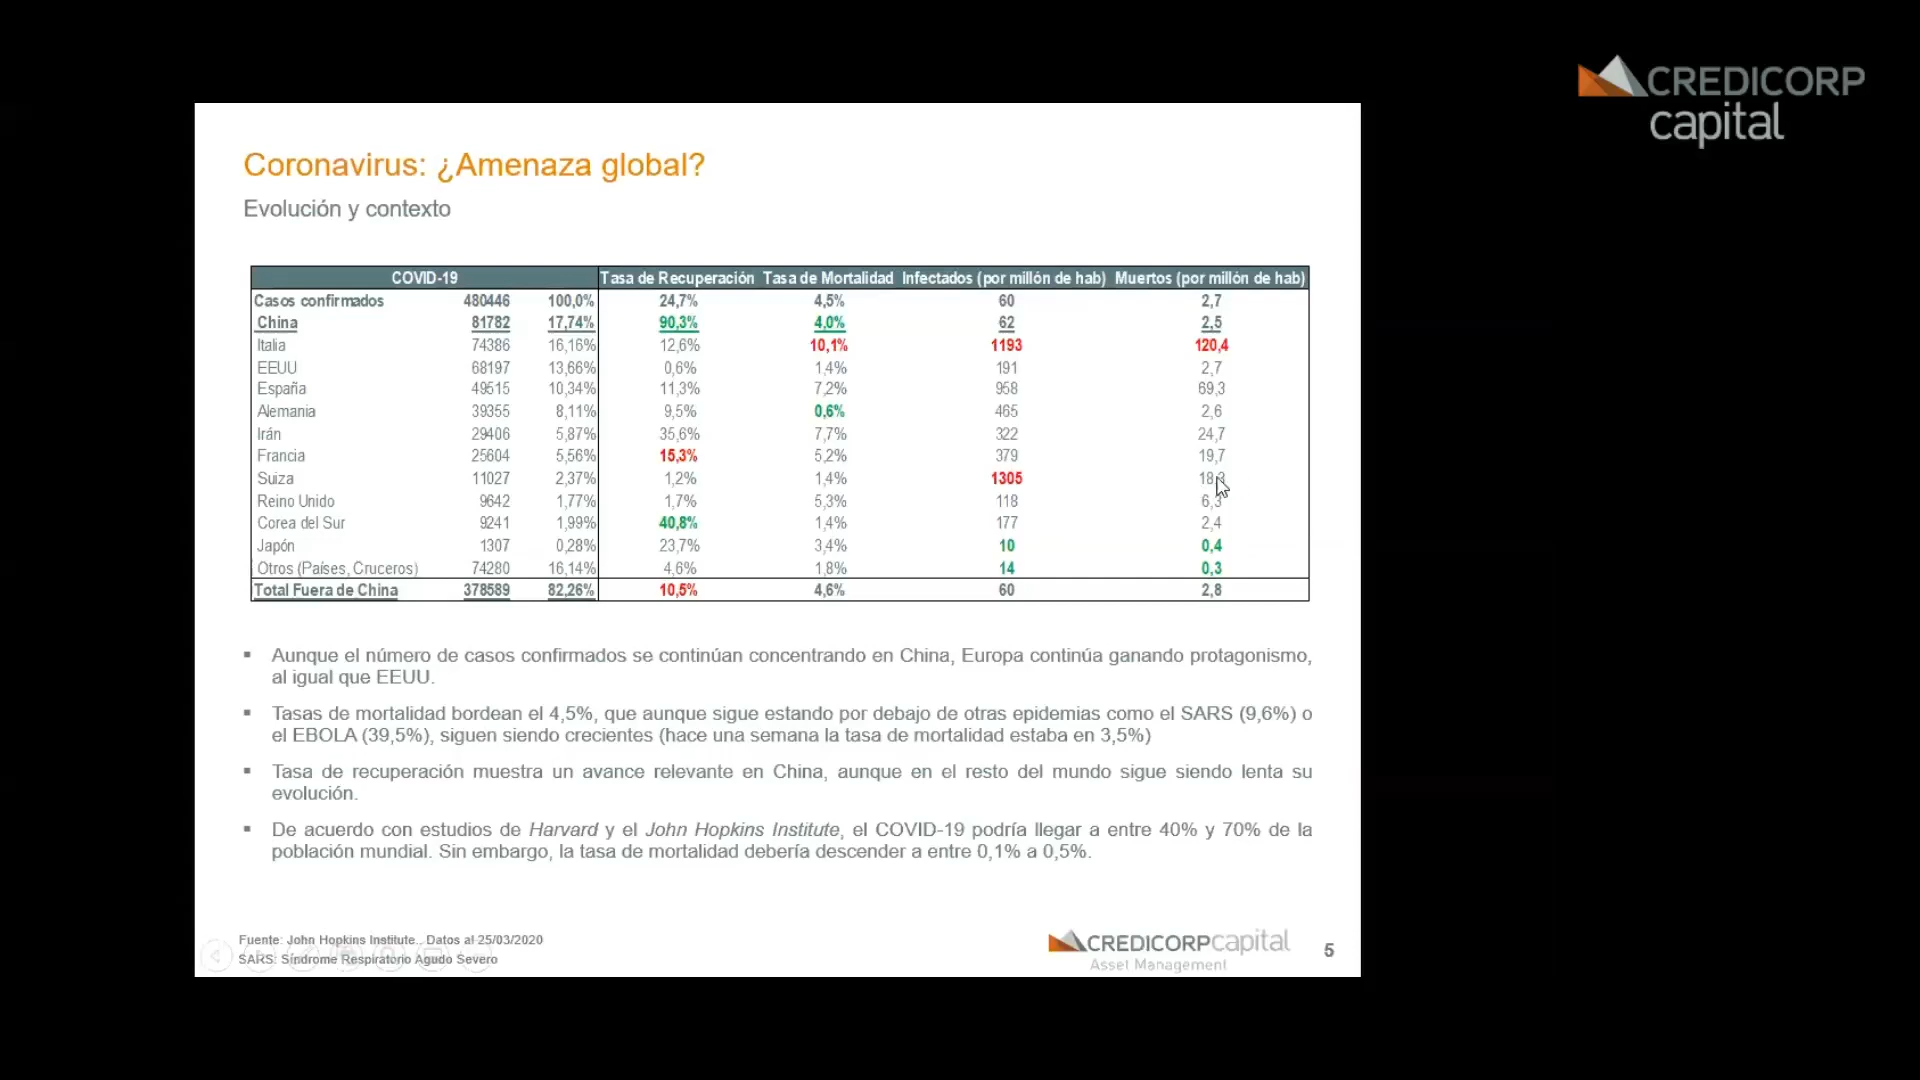 CREDICORP
capital
Coronavirus: ¿Amenaza global?
Evolución y contexto
COVID-19 Tasa de Recuperación Tasa de Mortalidad Infectados (por millón de hab) Muertos (por millón de hab)
Casos confirmados 480446 100,0% 24,7% 4,5% 60 2,7
China 81782 17,74% 90,3% 4,0% 62 2,5
Italia 74386 16,16% 12,6% 10,1% 1193 120,4
EEUU 68197 13,66% 0,6% 1,4% 191 2,7
España 49515 10,34% 11,3% 7,2% 958 69,3
Alemania 39355 8,11% 9,5% 0,6% 465 2,6
Irán 29406 5,87% 35,6% 7,7% 322 24,7
Francia 25604 5,56% 15,3% 5,2% 379 19,7
Suiza 11027 2,37% 1,2% 1,4% 1305
Reino Unido 9642 1,77% 1,7% 5,3% 118 6,3
Corea del Sur 9241 1,99% 40,8% 1,4% 177 2,4
Japón 1307 0,28% 23,7% 3,4% 10 0,4
Otros (Países, Cruceros) 74280 16,14% 4,6% 1,8% 14 0,3
Total Fuera de China 378589 82,26% 10,5% 4,6% 60 2,8
▪ Aunque el número de casos confirmados se continúan concentrando en China, Europa continúa ganando protagonismo,
al igual que EEUU.
▪ Tasas de mortalidad bordean el 4,5%, que aunque sigue estando por debajo de otras epidemias como el SARS (9,6%) o
el EBOLA (39,5%), siguen siendo crecientes (hace una semana la tasa de mortalidad estaba en 3,5%)
▪ Tasa de recuperación muestra un avance relevante en China, aunque en el resto del mundo sigue siendo lenta su
evolución.
▪ De acuerdo con estudios de Harvard y el John Hopkins Institute, el COVID-19 podría llegar a entre 40% y 70% de la
población mundial. Sin embargo, la tasa de mortalidad debería descender a entre 0,1% a 0,5%.
Fuente: John Hopkins Institute.. Datos al 25/03/2020
SARS: Síndrome Respiratorio Agudo Severo
CREDICORPcapital
Asset Management
5